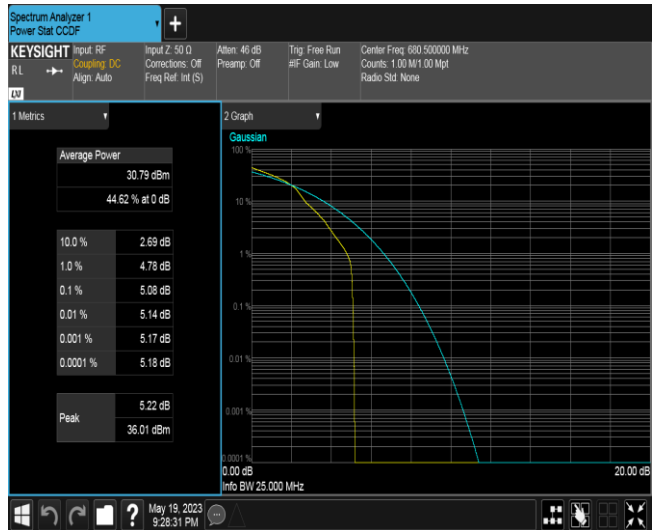 Spectrum Analyzer 1
Power Stat CCDF
+
KEYSIGHT
RL
LXI
Input: RF
Coupling: DC
Align: Auto
Input Z: 50 Ω
Corrections: Off
Freq Ref: Int (S)
Atten: 46 dB
Preamp: Off
Trig: Free Run
#IF Gain: Low
Center Freq: 680.500000 MHz
Counts: 1.00 M/1.00 Mpt
Radio Std: None
1 Metrics
Average Power
30.79 dBm
44.62 % at 0 dB
10.0 % 2.69 dB
1.0 % 4.78 dB
0.1 % 5.08 dB
0.01 % 5.14 dB
0.001 % 5.17 dB
0.0001 % 5.18 dB
Peak
5.22 dB
36.01 dBm
2 Graph
Gaussian
100 %
10 %
1 %
0.1 %
0.01 %
0.001 %
0.0001 %
0.00 dB 20.00 dB
Info BW 25.000 MHz
?
May 19, 2023
9:28:31 PM